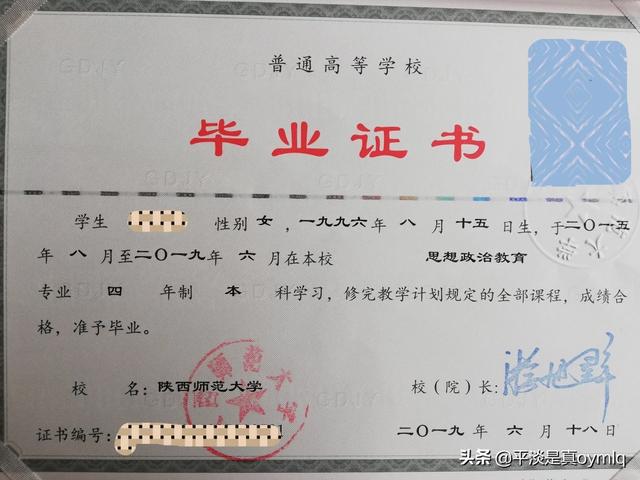 普通高等学校
毕业证书
学生 性别 女 ，一九九六年 八 月 十五 日生，于二〇一五
年 八 月至二〇一九年 六 月在本校 思想政治教育
专业 四 年制 本 科学习，修完教学计划规定的全部课程，成绩合
格，准予毕业。
校 名：陕西师范大学 校（院）长：
证书编号： 二〇一九 年 六 月 十八日
头条 @平淡是真oymlq